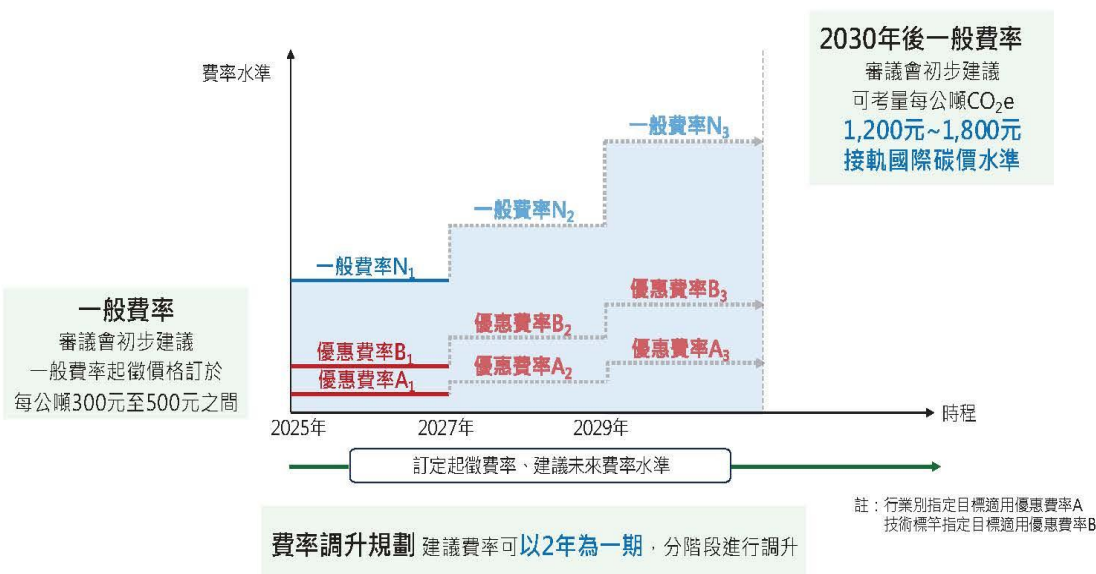 2030年後一般費率
審議會初步建議
可考量每公噸CO₂e
1,200元~1,800元
接軌國際碳價水準
費率水準
一般費率N₃
一般費率N₂
一般費率N₁
優惠費率B₃
優惠費率B₂
優惠費率B₁
優惠費率A₃
優惠費率A₂
優惠費率A₁
一般費率
審議會初步建議
一般費率起徵價格訂於
每公噸300元至500元之間
2025年
2027年
2029年
時程
訂定起徵費率、建議未來費率水準
註：行業別指定目標適用優惠費率A
技術標竿指定目標適用優惠費率B
費率調升規劃 建議費率可以2年為一期，分階段進行調升